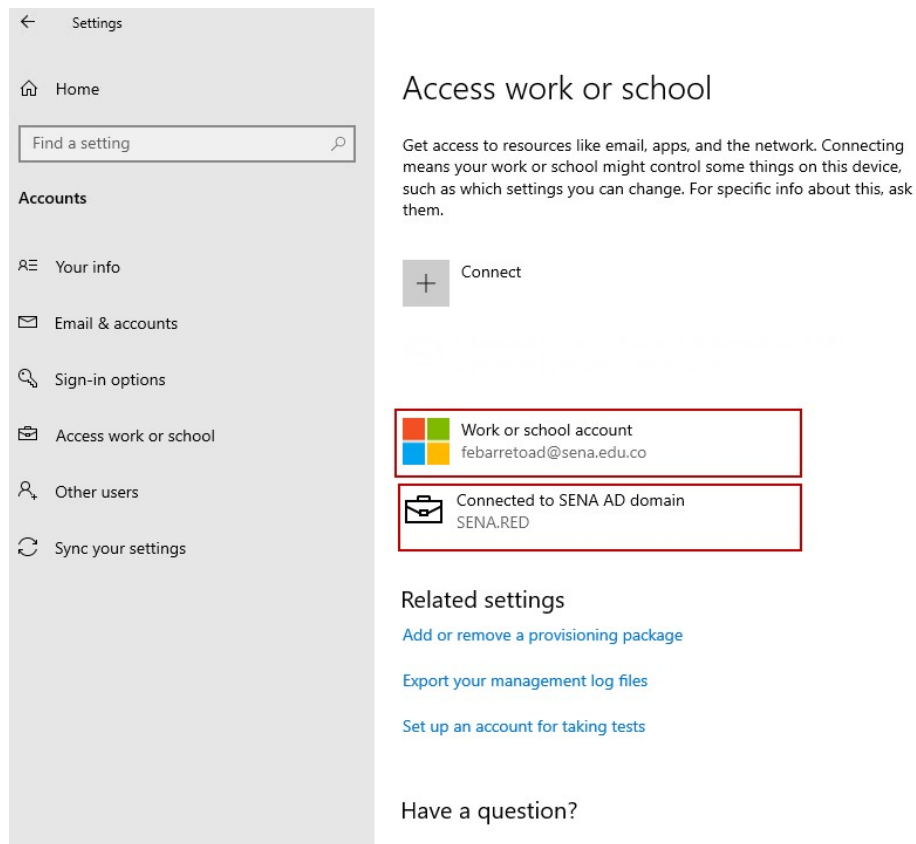 Settings
Home
Find a setting
Accounts
Your info
Email & accounts
Sign-in options
Access work or school
Other users
Sync your settings
Access work or school
Get access to resources like email, apps, and the network. Connecting
means your work or school might control some things on this device,
such as which settings you can change. For specific info about this, ask
them.
Connect
Work or school account
febarretoad@sena.edu.co
Connected to SENA AD domain
SENA.RED
Related settings
Add or remove a provisioning package
Export your management log files
Set up an account for taking tests
Have a question?